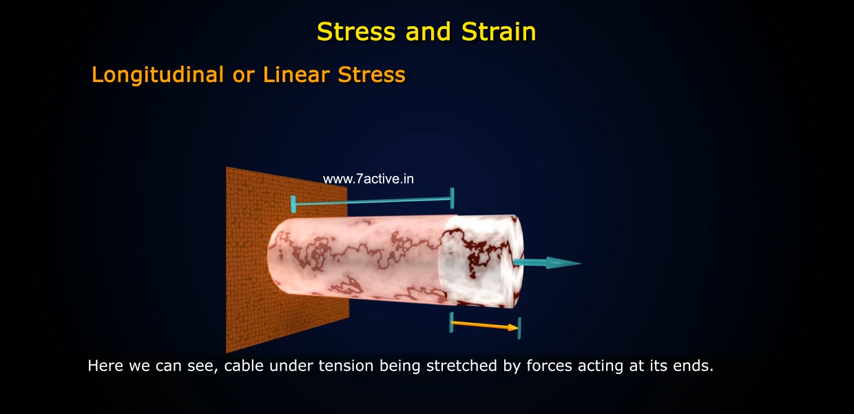 Stress and Strain
Longitudinal or Linear Stress
www.7active.in
Here we can see, cable under tension being stretched by forces acting at its ends.